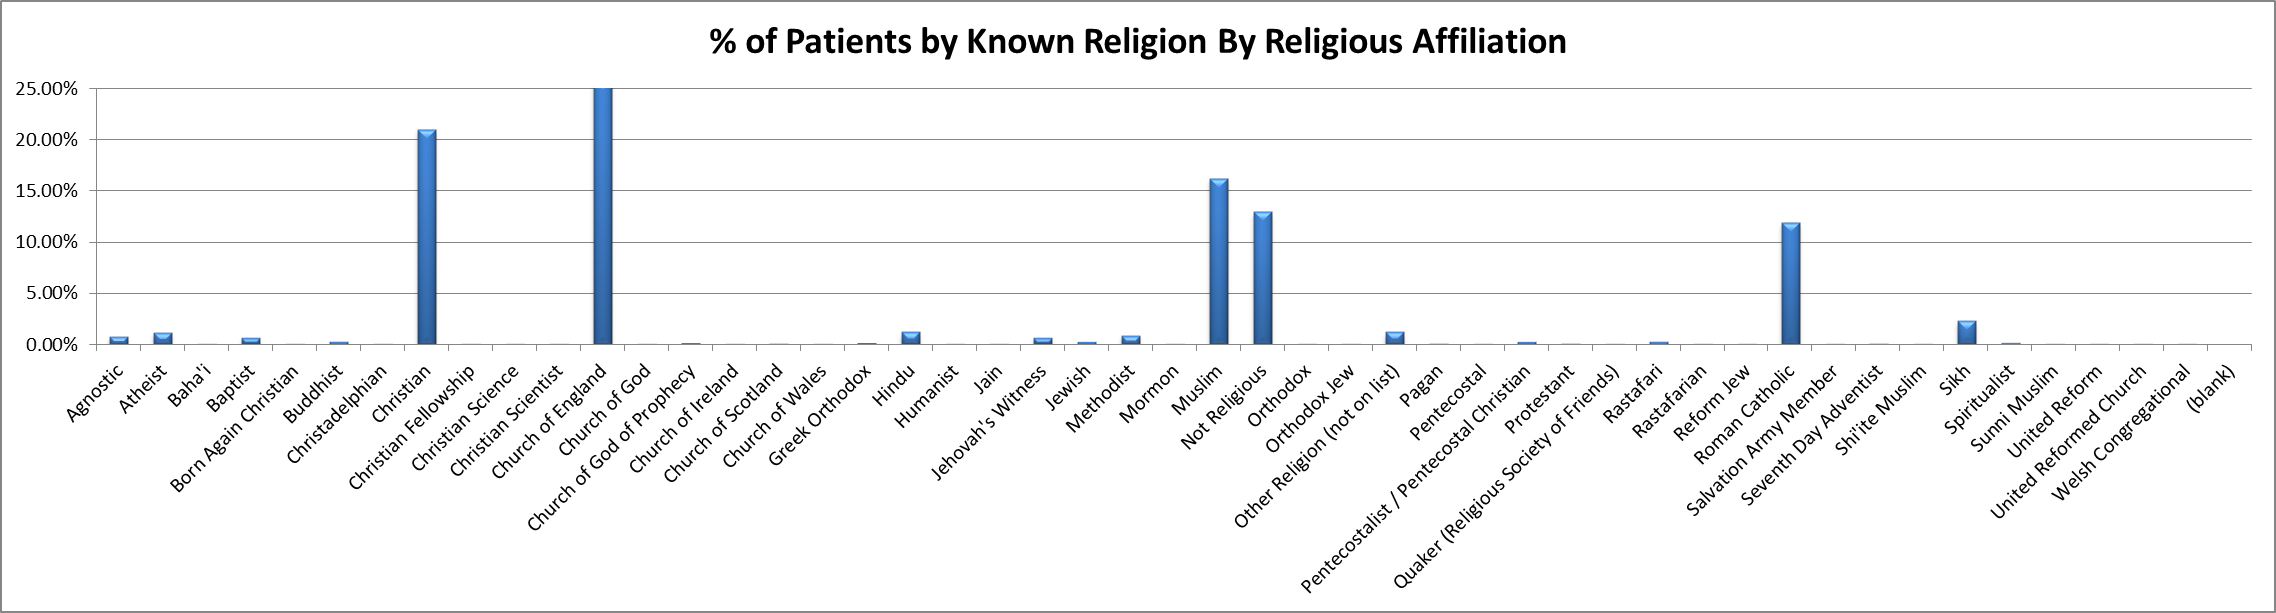 % of Patients by Known Religion By Religious Affiliation
25.00%
20.00%
15.00%
10.00%
5.00%
0.00%
Agnostic
Atheist
Baha'i
Baptist
Born Again Christian
Buddhist
Christadelphian
Christian
Christian Fellowship
Christian Science
Christian Scientist
Church of England
Church of God
Church of God of Prophecy
Church of Ireland
Church of Scotland
Church of Wales
Greek Orthodox
Hindu
Humanist
Jain
Jehovah's Witness
Jewish
Methodist
Mormon
Muslim
Not Religious
Orthodox
Orthodox Jew
Other Religion (not on list)
Pagan
Pentecostal
Pentecostalist / Pentecostal Christian
Protestant
Quaker (Religious Society of Friends)
Rastafari
Rastafarian
Reform Jew
Roman Catholic
Salvation Army Member
Seventh Day Adventist
Shi'ite Muslim
Sikh
Spiritualist
Sunni Muslim
United Reform
United Reformed Church
Welsh Congregational
(blank)